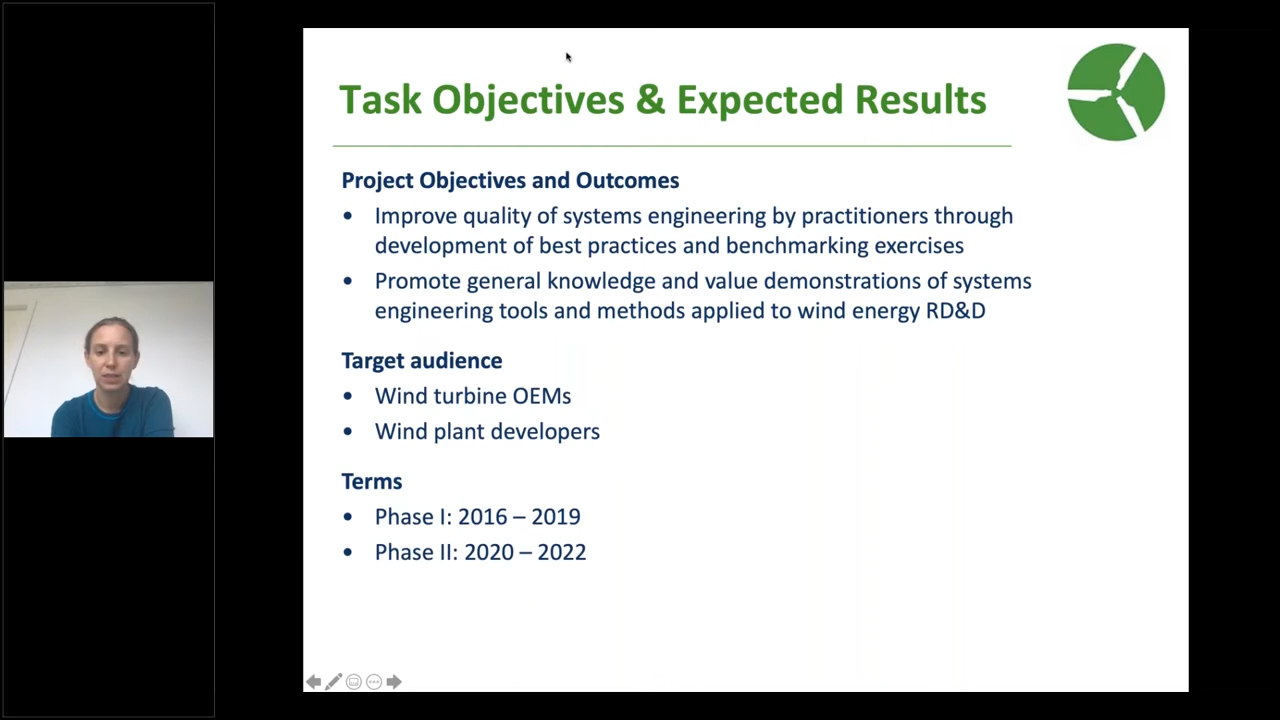 Task Objectives & Expected Results
Project Objectives and Outcomes
• Improve quality of systems engineering by practitioners through
development of best practices and benchmarking exercises
• Promote general knowledge and value demonstrations of systems
engineering tools and methods applied to wind energy RD&D
Target audience
• Wind turbine OEMs
• Wind plant developers
Terms
• Phase I: 2016 – 2019
• Phase II: 2020 – 2022